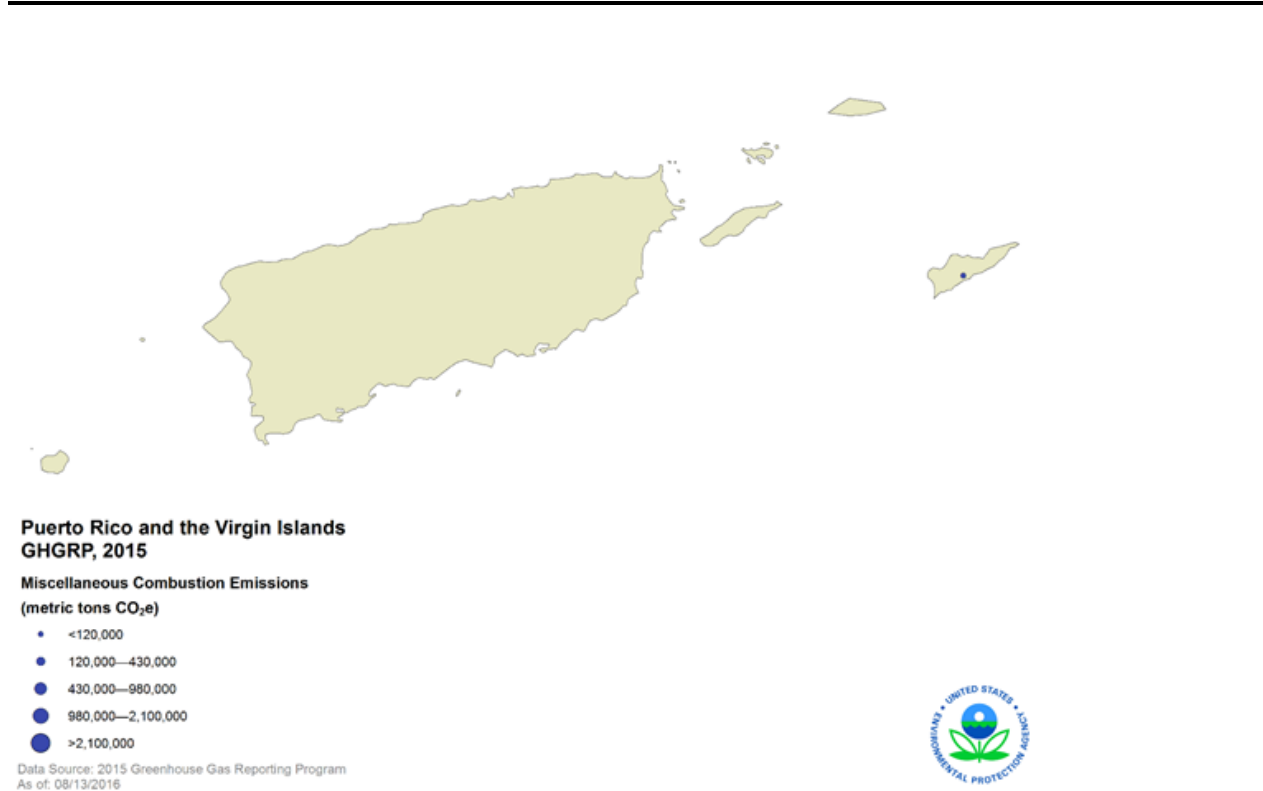 Puerto Rico and the Virgin Islands
GHGRP, 2015
Miscellaneous Combustion Emissions
(metric tons CO₂e)
<120,000
120,000—430,000
430,000—980,000
980,000—2,100,000
>2,100,000
Data Source: 2015 Greenhouse Gas Reporting Program
As of: 08/13/2016
UNITED STATES
ENVIRONMENTAL PROTECTION AGENCY